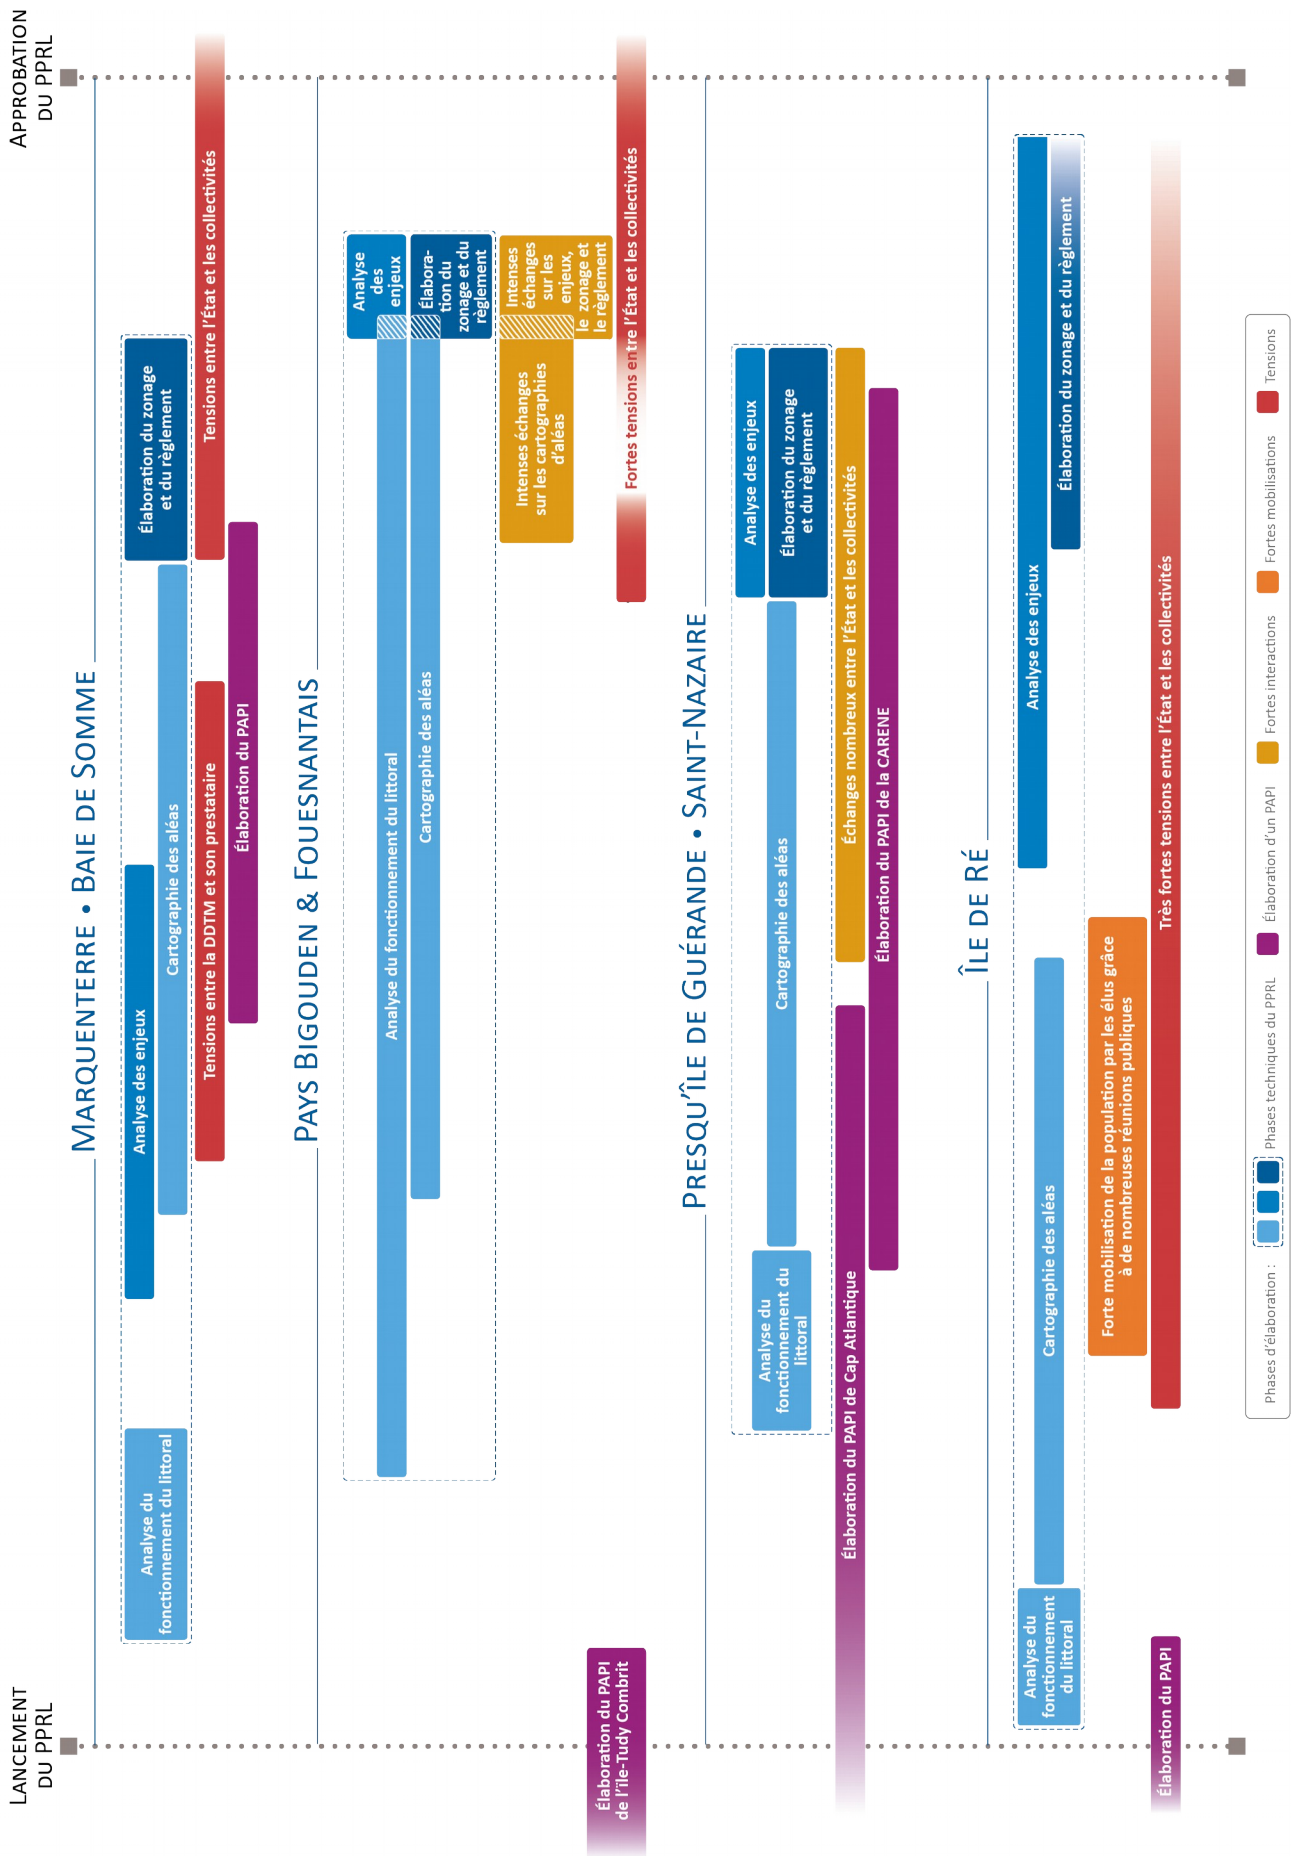 LANCEMENT
DU PPRL
APPROBATION
DU PPRL
MARQUENTERRE • BAIE DE SOMME
Analyse du
fonctionnement du littoral
Analyse des enjeux
Cartographie des aléas
Élaboration du zonage
et du règlement
Tensions entre la DDTM et son prestataire
Tensions entre l'État et les collectivités
Élaboration du PAPI
PAYS BIGOUDEN & FOUESNANTAIS
Analyse du fonctionnement du littoral
Cartographie des aléas
Analyse
des
enjeux
Élabora-
tion du
zonage et du
règlement
Intenses échanges
sur les cartographies
d'aléas
Intenses
échanges
sur les
enjeux,
le zonage et
le règlement
Élaboration du PAPI
de l'île-Tudy Combrit
Fortes tensions entre l'État et les collectivités
PRESQU'ÎLE DE GUÉRANDE • SAINT-NAZAIRE
Analyse du
fonctionnement du
littoral
Cartographie des aléas
Analyse des enjeux
Élaboration du zonage
et du règlement
Élaboration du PAPI de Cap Atlantique
Échanges nombreux entre l'État et les collectivités
Élaboration du PAPI de la CARENE
ÎLE DE RÉ
Analyse du
fonctionnement
du littoral
Cartographie des aléas
Analyse des enjeux
Élaboration du zonage et du règlement
Forte mobilisation de la population par les élus grâce
à de nombreuses réunions publiques
Élaboration du PAPI
Très fortes tensions entre l'État et les collectivités
Phases d'élaboration :
Phases techniques du PPRL
Élaboration d'un PAPI
Fortes interactions
Fortes mobilisations
Tensions